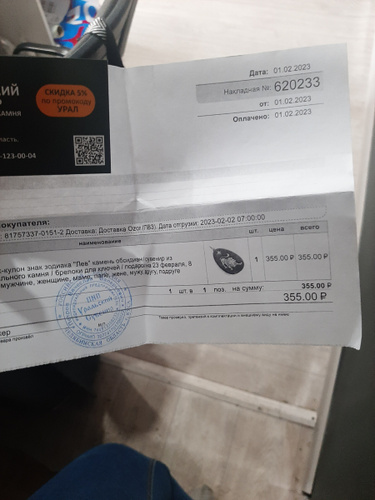 КИЙ
КАМНЯ
СКИДКА 5%
по промокоду
УРАЛ
-123-00-04
Дата: 01.02.2023
Накладная №: 620233
от: 01.02.2023
Оплачено: 01.02.2023
окупателя:
: 81757337-0151-2 Доставка: Доставка Ozon Дата отгрузки: 2023-02-02 07:00:00
наименование шт. цена всего
-кулон знак зодиака "Лев" камень обсидиан сувенир из
льного камня / брелоки для ключей / подарки 23 февраля, 8
мужчине, женщине, маме, папе, жене, мужу, другу, подруге
1 355.00 ₽ 355.00 ₽
1 шт. в 1 поз. на сумму: 355.00 ₽
355.00 ₽